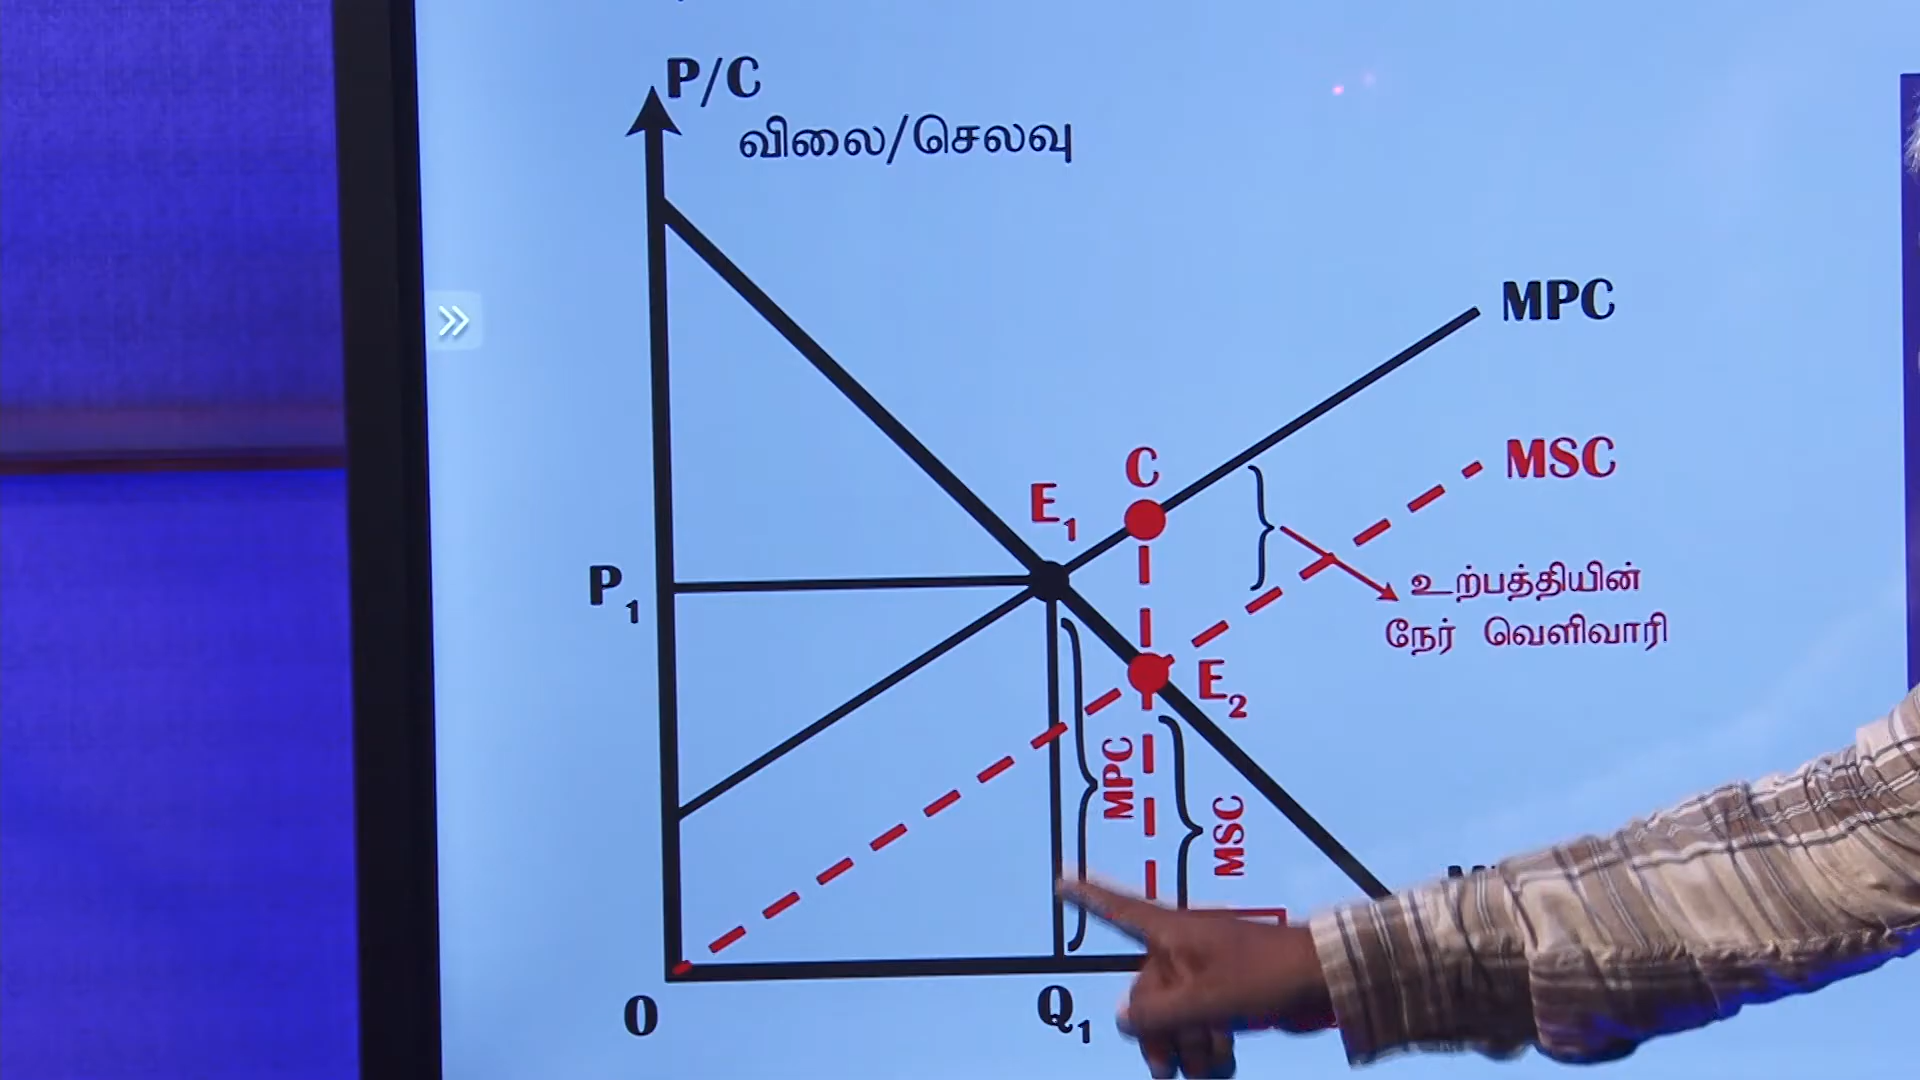 P/C
விலை/செலவு
MPC
MSC
C
E1
P1
உற்பத்தியின்
நேர் வெளிவாரி
E2
MPC
MSC
O
Q1